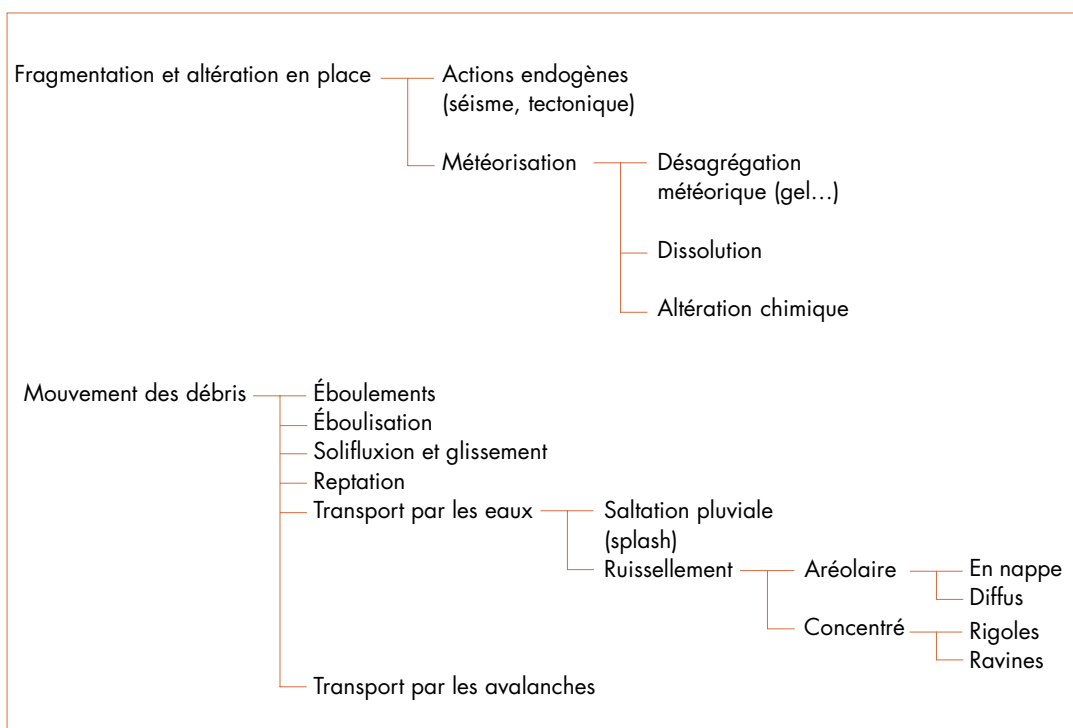 Fragmentation et altération en place
Actions endogènes
(séisme, tectonique)
Météorisation
Désagrégation
météorique (gel...)
Dissolution
Altération chimique
Mouvement des débris
Éboulements
Éboulisation
Solifluxion et glissement
Reptation
Transport par les eaux
Saltation pluviale
(splash)
Ruissellement
Aréolaire
En nappe
Diffus
Concentré
Rigoles
Ravines
Transport par les avalanches